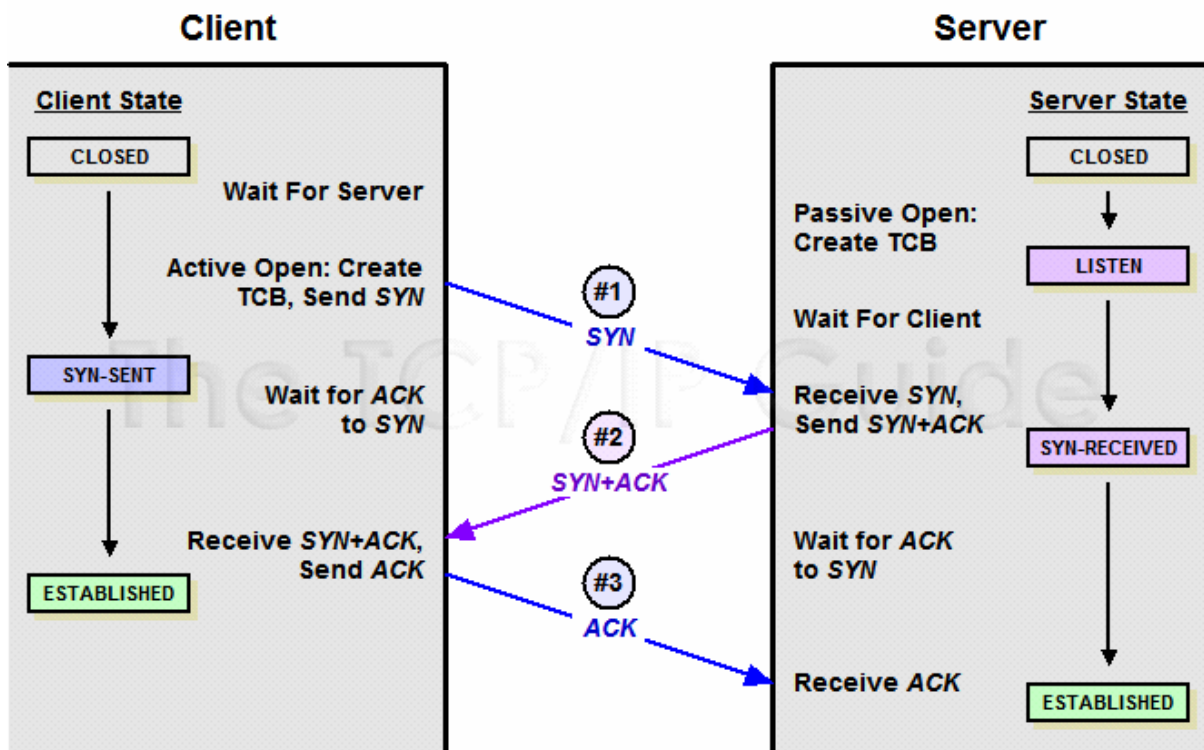 Client
Server
Client State
CLOSED
Wait For Server
Active Open: Create
TCB, Send SYN
SYN-SENT
Wait for ACK
to SYN
Receive SYN+ACK,
Send ACK
ESTABLISHED
#1
SYN
#2
SYN+ACK
#3
ACK
Server State
CLOSED
Passive Open:
Create TCB
LISTEN
Wait For Client
Receive SYN,
Send SYN+ACK
SYN-RECEIVED
Wait for ACK
to SYN
Receive ACK
ESTABLISHED
The TCP/IP Guide